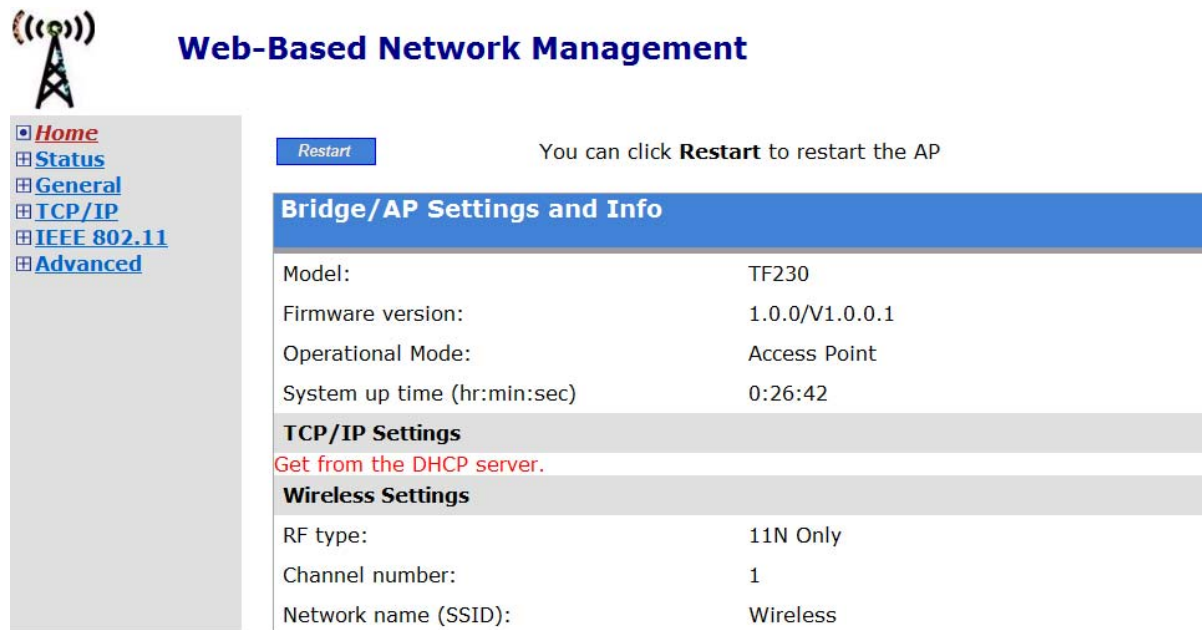 Web-Based Network Management
Home
Status
General
TCP/IP
IEEE 802.11
Advanced
Restart
You can click Restart to restart the AP
Bridge/AP Settings and Info
Model: TF230
Firmware version: 1.0.0/V1.0.0.1
Operational Mode: Access Point
System up time (hr:min:sec) 0:26:42
TCP/IP Settings
Get from the DHCP server.
Wireless Settings
RF type: 11N Only
Channel number: 1
Network name (SSID): Wireless